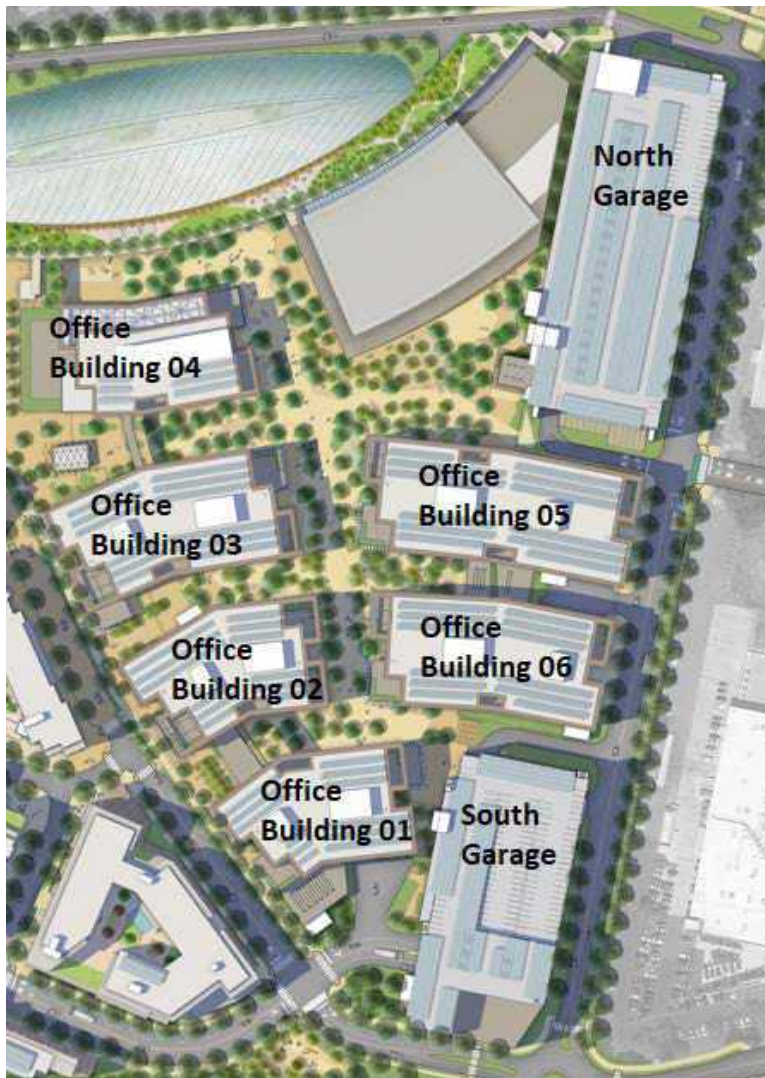 North
Garage
Office
Building 04
Office
Building 03
Office
Building 05
Office
Building 02
Office
Building 06
Office
Building 01
South
Garage